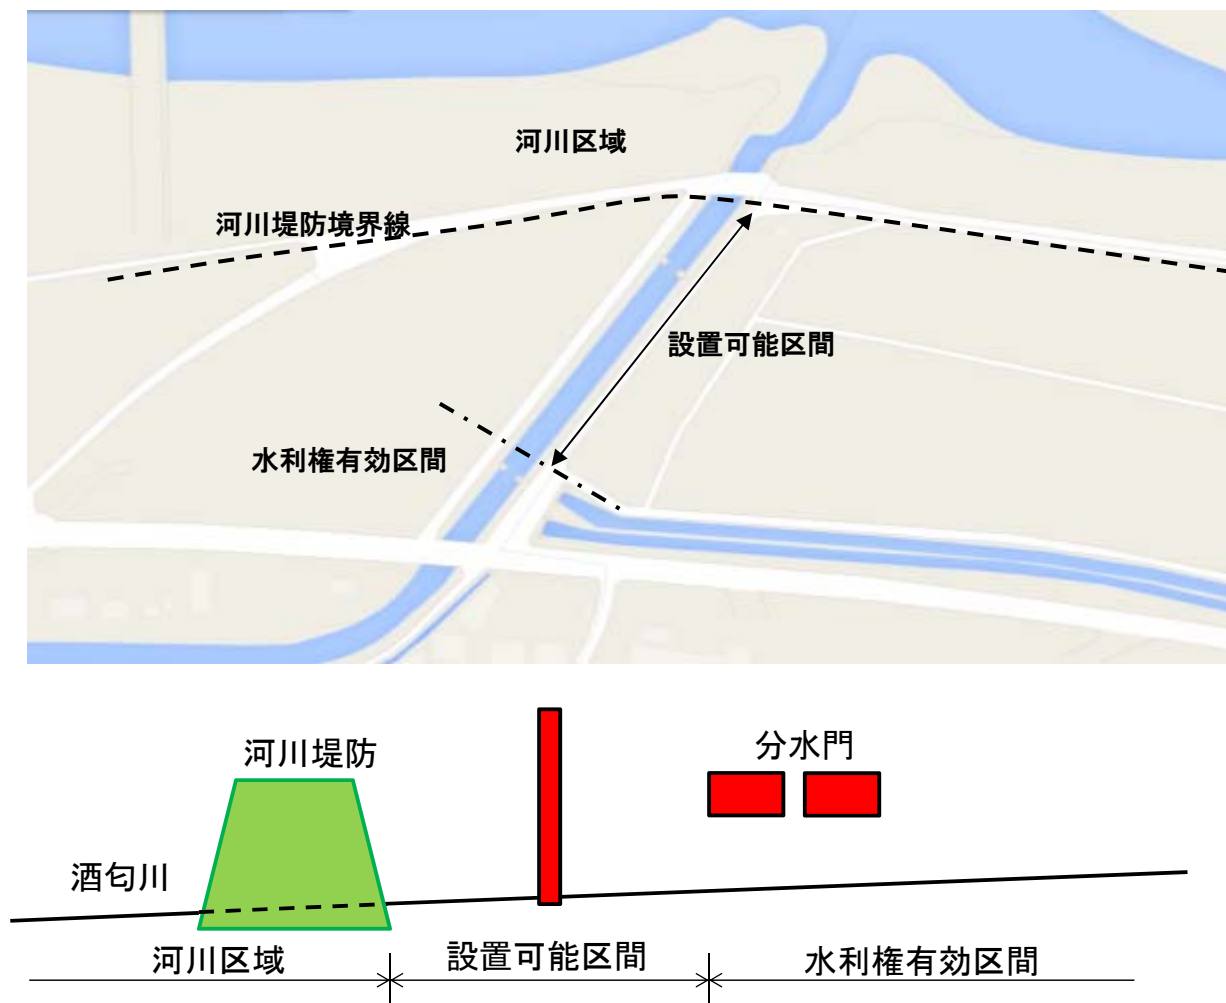 河川区域
河川堤防境界線
設置可能区間
水利権有効区間
河川堤防
分水門
酒匂川
河川区域
設置可能区間
水利権有効区間